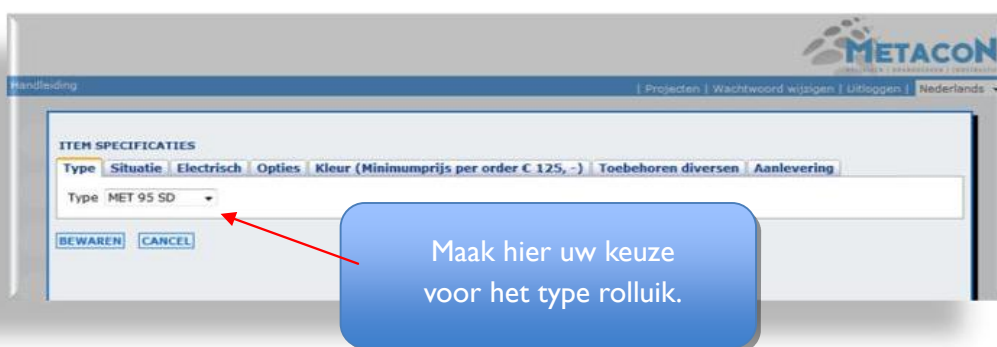 METACON
Handleiding
| Projecten | Wachtwoord wijzigen | Uitloggen | Nederlands
ITEM SPECIFICATIES
Type Situatie Electrisch Opties Kleur (Minimumprijs per order € 125, -) Toebehoren diversen Aanlevering
Type MET 95 SD
BEWAREN CANCEL
Maak hier uw keuze
voor het type rolluik.